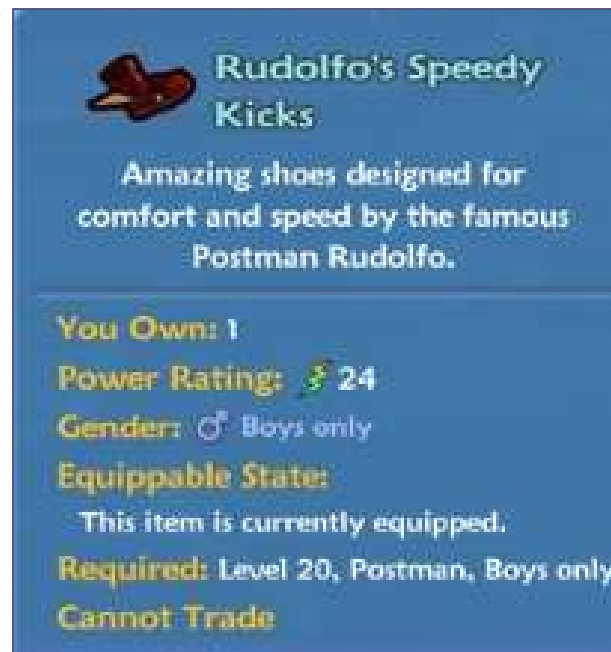 Rudolfo's Speedy
Kicks
Amazing shoes designed for
comfort and speed by the famous
Postman Rudolfo.
You Own: 1
Power Rating: 24
Gender: ♂ Boys only
Equippable State:
This item is currently equipped.
Required: Level 20, Postman, Boys only
Cannot Trade